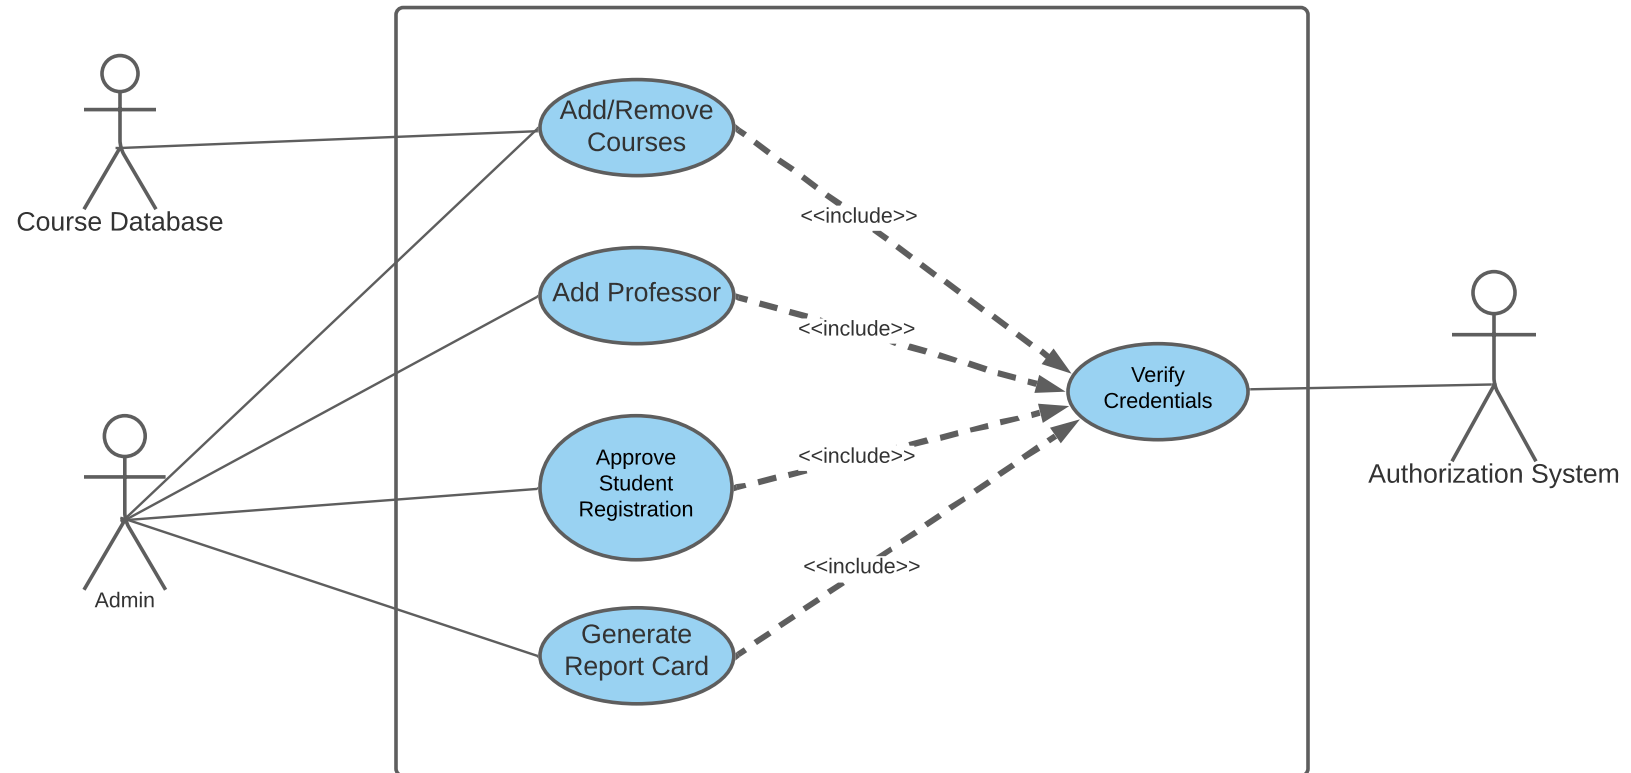 Add/Remove
Courses
<<include>>
Course Database
Add Professor
<<include>>
Verify
Credentials
Approve
Student
Registration
<<include>>
Authorization System
<<include>>
Admin
Generate
Report Card